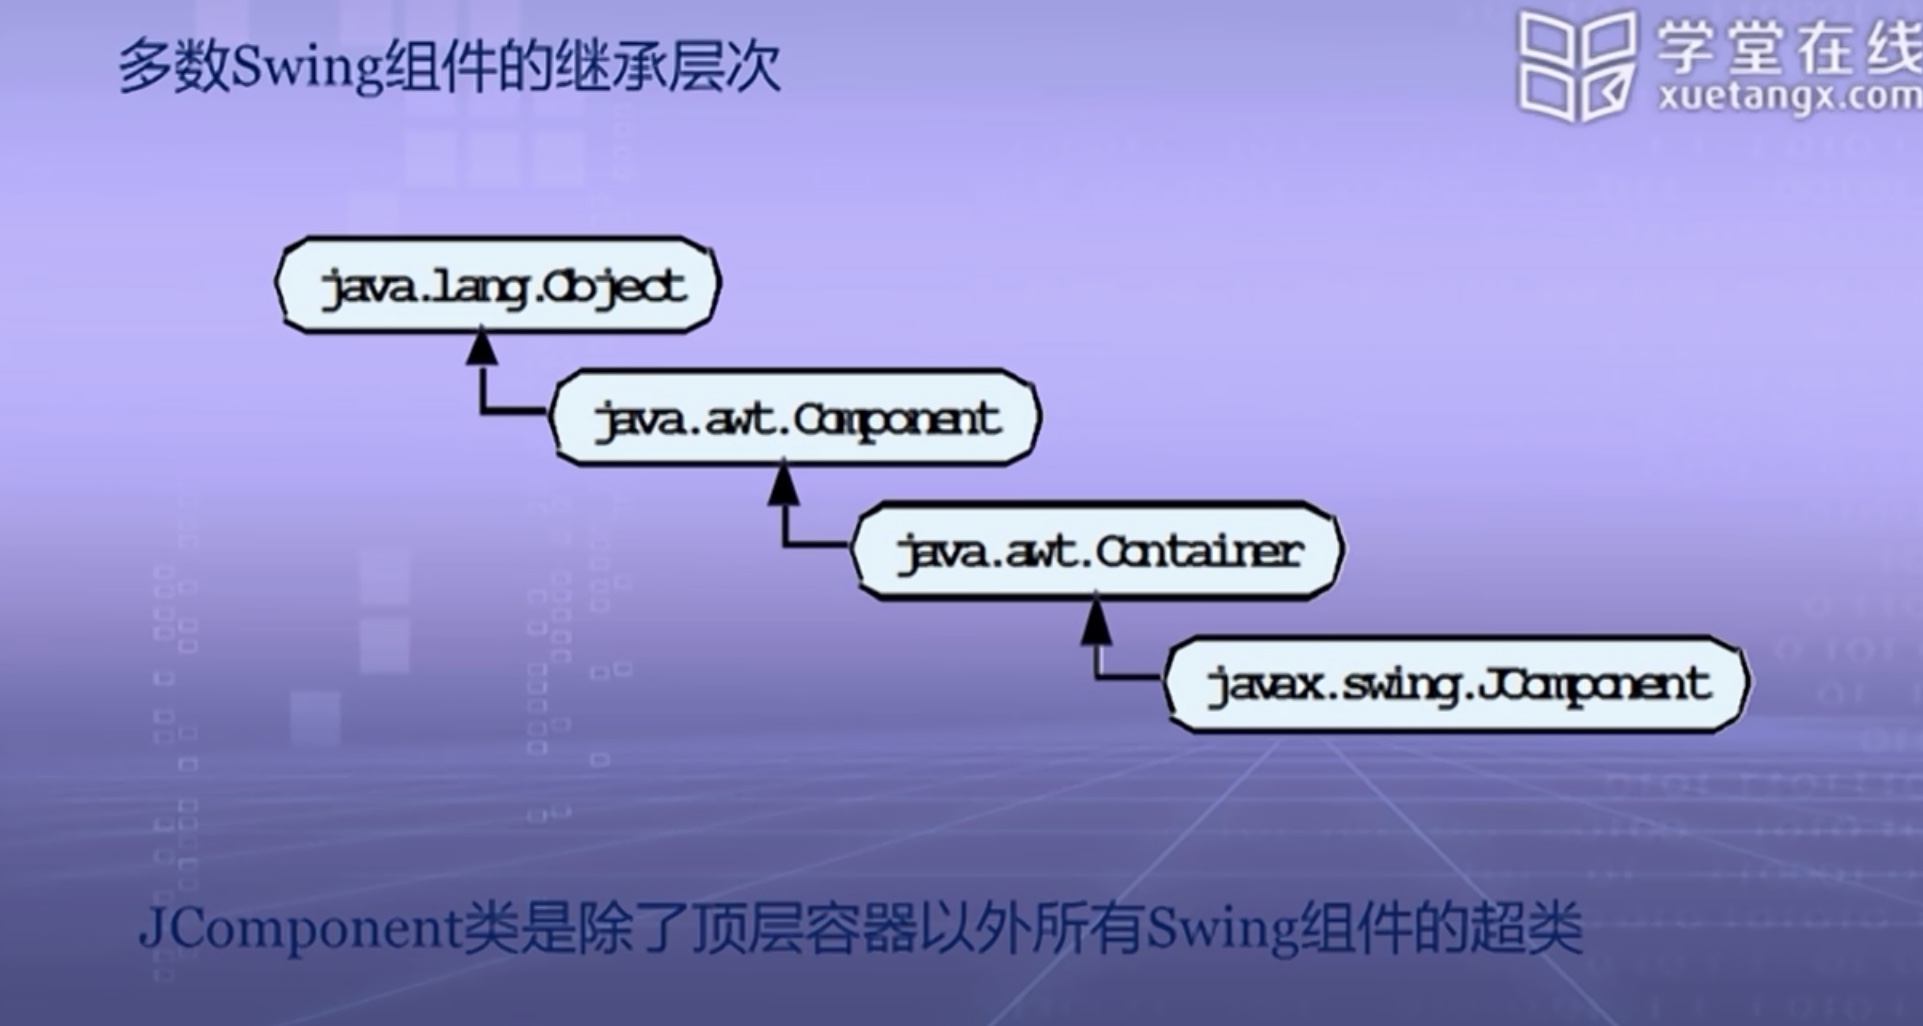 多数Swing组件的继承层次
学堂在线
xuetangx.com
java.lang.Object
java.awt.Component
java.awt.Container
javax.swing.JComponent
JComponent类是除了顶层容器以外所有Swing组件的超类